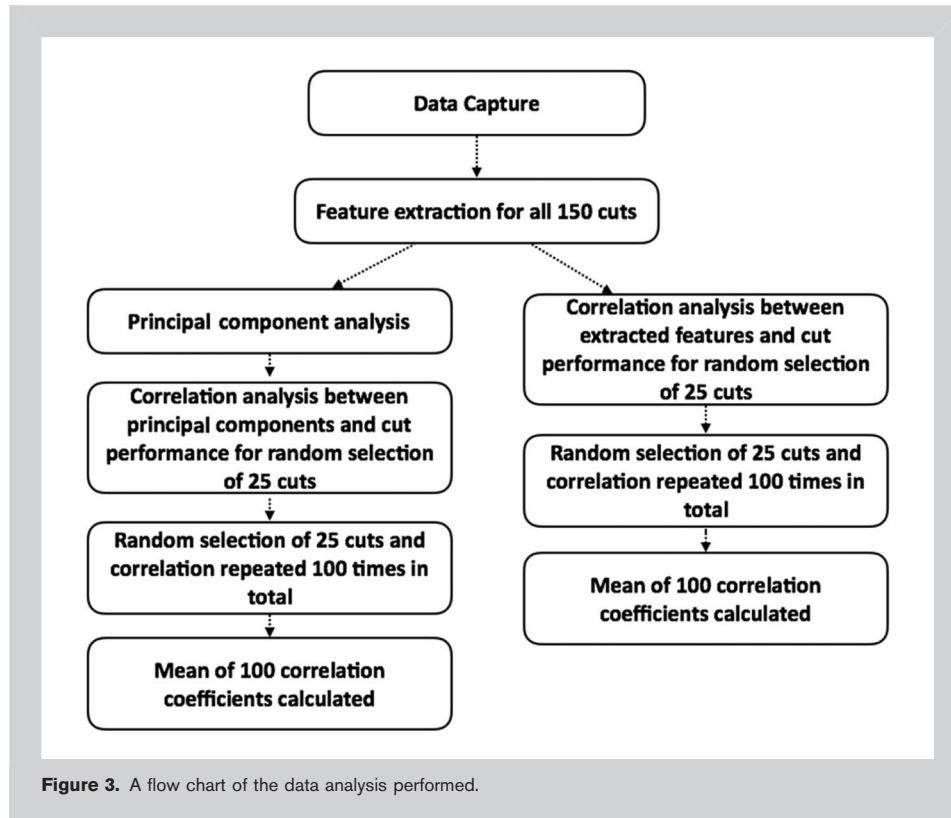 Data Capture
Feature extraction for all 150 cuts
Principal component analysis
Correlation analysis between
principal components and cut
performance for random selection
of 25 cuts
Random selection of 25 cuts and
correlation repeated 100 times in
total
Mean of 100 correlation
coefficients calculated
Correlation analysis between
extracted features and cut
performance for random selection
of 25 cuts
Random selection of 25 cuts and
correlation repeated 100 times in
total
Mean of 100 correlation
coefficients calculated
Figure 3. A flow chart of the data analysis performed.